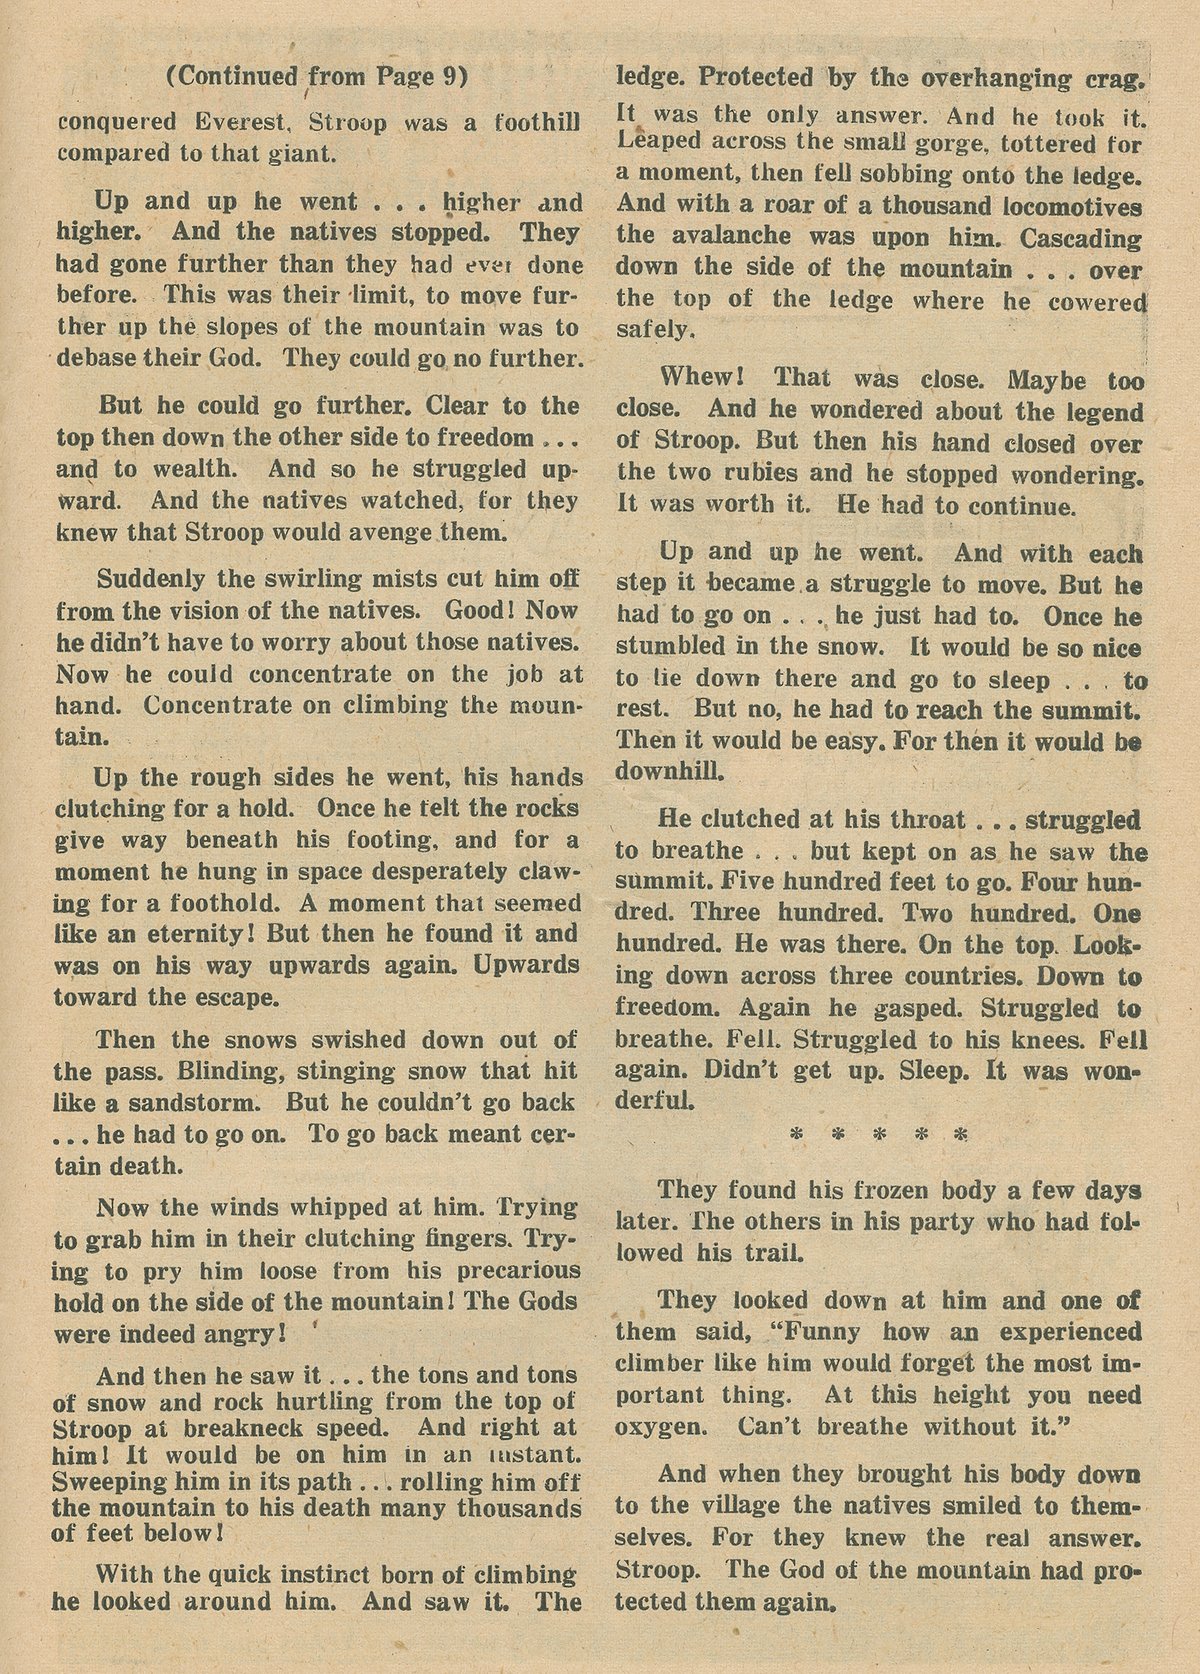 (Continued from Page 9)
conquered Everest, Stroop was a foothill
compared to that giant.
Up and up he went . . . higher and
higher. And the natives stopped. They
had gone further than they had ever done
before. This was their limit, to move fur-
ther up the slopes of the mountain was to
debase their God. They could go no further.
But he could go further. Clear to the
top then down the other side to freedom . . .
and to wealth. And so he struggled up-
ward. And the natives watched, for they
knew that Stroop would avenge them.
Suddenly the swirling mists cut him off
from the vision of the natives. Good! Now
he didn't have to worry about those natives.
Now he could concentrate on the job at
hand. Concentrate on climbing the moun-
tain.
Up the rough sides he went, his hands
clutching for a hold. Once he felt the rocks
give way beneath his footing, and for a
moment he hung in space desperately claw-
ing for a foothold. A moment that seemed
like an eternity! But then he found it and
was on his way upwards again. Upwards
toward the escape.
Then the snows swished down out of
the pass. Blinding, stinging snow that hit
like a sandstorm. But he couldn't go back
. . . he had to go on. To go back meant cer-
tain death.
Now the winds whipped at him. Trying
to grab him in their clutching fingers. Try-
ing to pry him loose from his precarious
hold on the side of the mountain! The Gods
were indeed angry!
And then he saw it . . . the tons and tons
of snow and rock hurtling from the top of
Stroop at breakneck speed. And right at
him! It would be on him in an instant.
Sweeping him in its path . . . rolling him off
the mountain to his death many thousands
of feet below!
With the quick instinct born of climbing
he looked around him. And saw it. The
ledge. Protected by the overhanging crag.
It was the only answer. And he took it.
Leaped across the small gorge, tottered for
a moment, then fell sobbing onto the ledge.
And with a roar of a thousand locomotives
the avalanche was upon him. Cascading
down the side of the mountain . . . over
the top of the ledge where he cowered
safely.
Whew! That was close. Maybe too
close. And he wondered about the legend
of Stroop. But then his hand closed over
the two rubies and he stopped wondering.
It was worth it. He had to continue.
Up and up he went. And with each
step it became a struggle to move. But he
had to go on . . . he just had to. Once he
stumbled in the snow. It would be so nice
to lie down there and go to sleep . . . to
rest. But no, he had to reach the summit.
Then it would be easy. For then it would be
downhill.
He clutched at his throat . . . struggled
to breathe . . . but kept on as he saw the
summit. Five hundred feet to go. Four hun-
dred. Three hundred. Two hundred. One
hundred. He was there. On the top. Look-
ing down across three countries. Down to
freedom. Again he gasped. Struggled to
breathe. Fell. Struggled to his knees. Fell
again. Didn't get up. Sleep. It was won-
derful.
* * * * *
They found his frozen body a few days
later. The others in his party who had fol-
lowed his trail.
They looked down at him and one of
them said, "Funny how an experienced
climber like him would forget the most im-
portant thing. At this height you need
oxygen. Can't breathe without it."
And when they brought his body down
to the village the natives smiled to them-
selves. For they knew the real answer.
Stroop. The God of the mountain had pro-
tected them again.